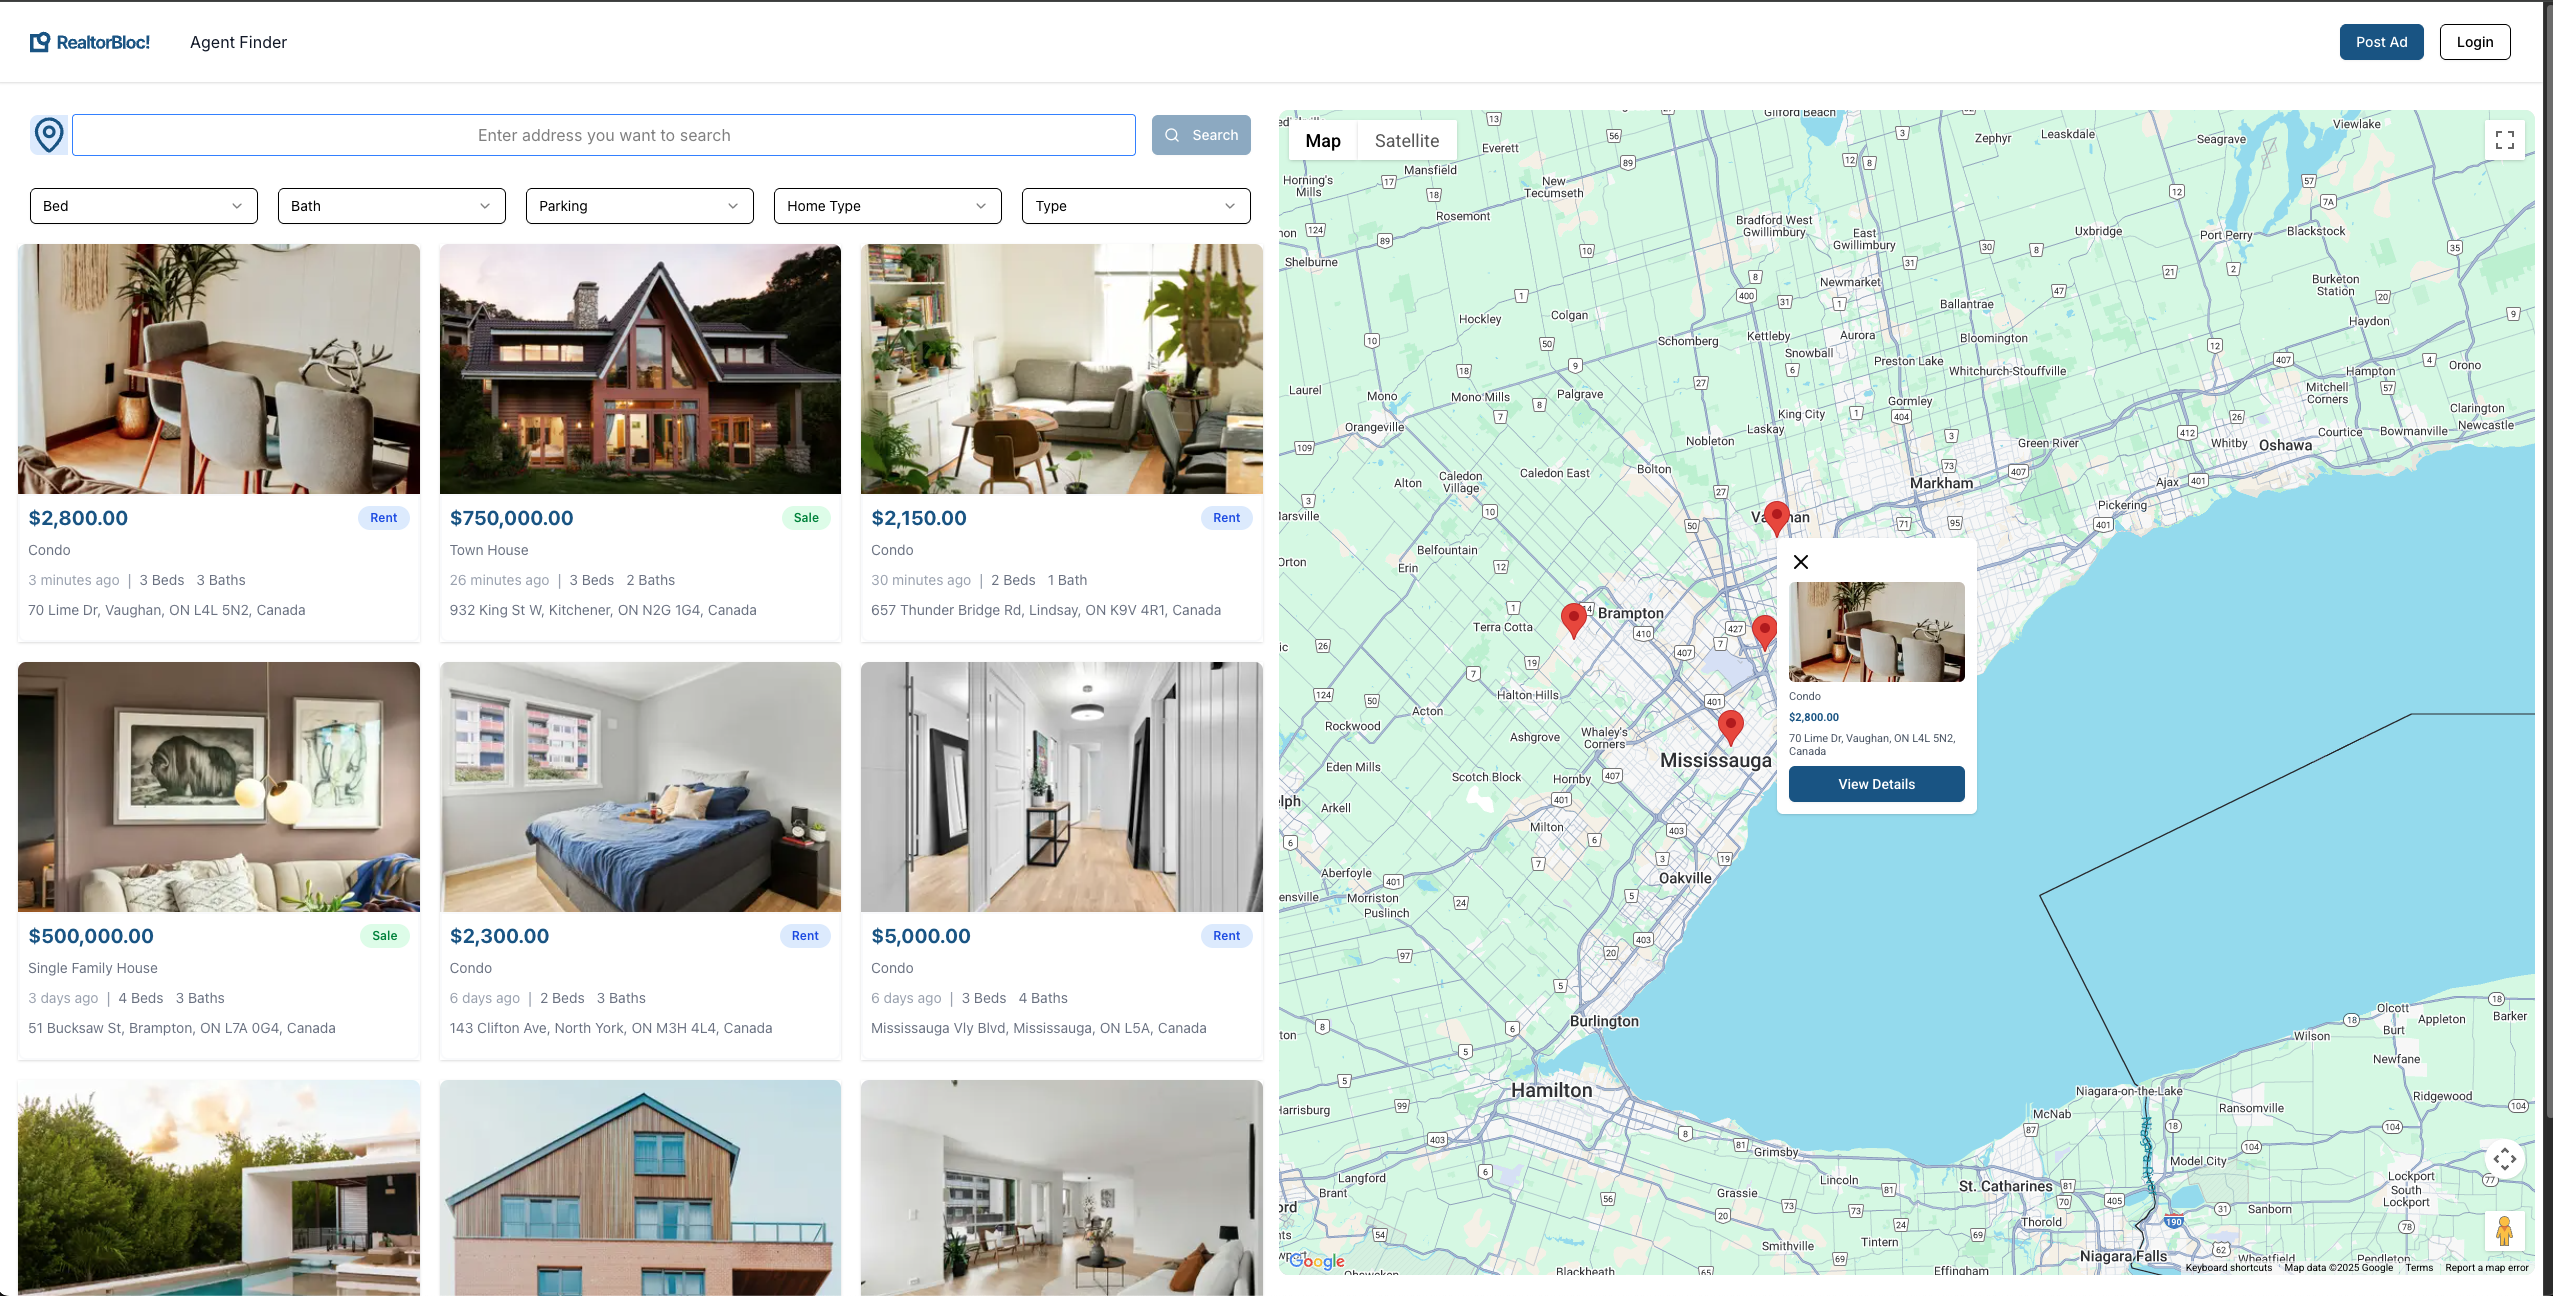 RealtorBloc!
Agent Finder
Post Ad
Login
Enter address you want to search
Search
Bed
Bath
Parking
Home Type
Type
$2,800.00
Rent
Condo
3 minutes ago | 3 Beds 3 Baths
70 Lime Dr, Vaughan, ON L4L 5N2, Canada
$750,000.00
Sale
Town House
26 minutes ago | 3 Beds 2 Baths
932 King St W, Kitchener, ON N2G 1G4, Canada
$2,150.00
Rent
Condo
30 minutes ago | 2 Beds 1 Bath
657 Thunder Bridge Rd, Lindsay, ON K9V 4R1, Canada
$500,000.00
Sale
Single Family House
3 days ago | 4 Beds 3 Baths
51 Bucksaw St, Brampton, ON L7A 0G4, Canada
$2,300.00
Rent
Condo
6 days ago | 2 Beds 3 Baths
143 Clifton Ave, North York, ON M3H 4L4, Canada
$5,000.00
Rent
Condo
6 days ago | 3 Beds 4 Baths
Mississauga Vly Blvd, Mississauga, ON L5A, Canada
Map
Satellite
Gilford Beach
Viewlake
Everett
Zephyr
Leaskdale
Seagrave
Mansfield
Horning's
Mills
New
Tecumseth
Rosemont
Bradford West
Gwillimbury
East
Gwillimbury
Uxbridge
Port Perry
Blackstock
Shelburne
Newmarket
Burketon
Station
Ballantrae
Hockley
Colgan
Haydon
Schomberg
Kettleby
Aurora
Bloomington
Snowball
Preston Lake
Whitchurch-Stouffville
Hampton
Orono
Laurel
Mono
Mono Mills
Palgrave
Mitchell
Corners
Gormley
King City
Clarington
Orangeville
Laskay
Newcastle
Nobleton
Green River
Whitby
Courtice
Bowmanville
Oshawa
Bolton
Caledon East
Alton
Caledon
Village
Markham
Ajax
Pickering
Belfountain
Erin
Brampton
Terra Cotta
Halton Hills
Acton
Rockwood
Ashgrove
Whaley's
Corners
Mississauga
Eden Mills
Scotch Block
Hornby
Arkell
Milton
Aberfoyle
Oakville
Morriston
Puslinch
Burlington
Hamilton
Olcott
Appleton
Barker
Burt
Wilson
Newfane
Niagara-on-the-Lake
Ridgewood
McNab
Ransomville
Grimsby
Model City
Langford
Brant
Lincoln
Grassie
St. Catharines
Lockport
South
Lockport
Sanborn
Thorold
Smithville
Tintern
Niagara Falls
Blackheath
Effingham
Condo
$2,800.00
70 Lime Dr, Vaughan, ON L4L 5N2,
Canada
View Details
Google
Keyboard shortcuts
Map data ©2025 Google
Terms
Report a map error